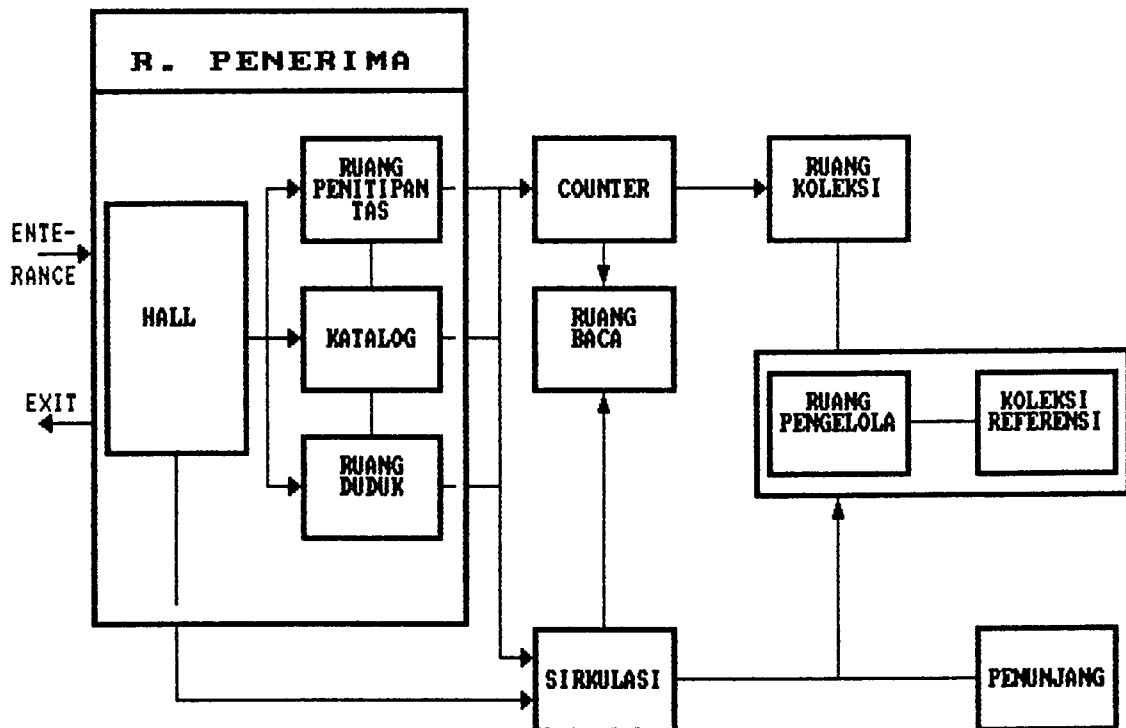 R. PENERIMA
RUANG
PENITIPAN
TAS
COUNTER
RUANG
KOLEKSI
ENTE-
RANCE
HALL
KATALOG
RUANG
BACA
EXIT
RUANG
DUDUK
RUANG
PENGELOLA
KOLEKSI
REFERENSI
SIRKULASI
PENUNJANG